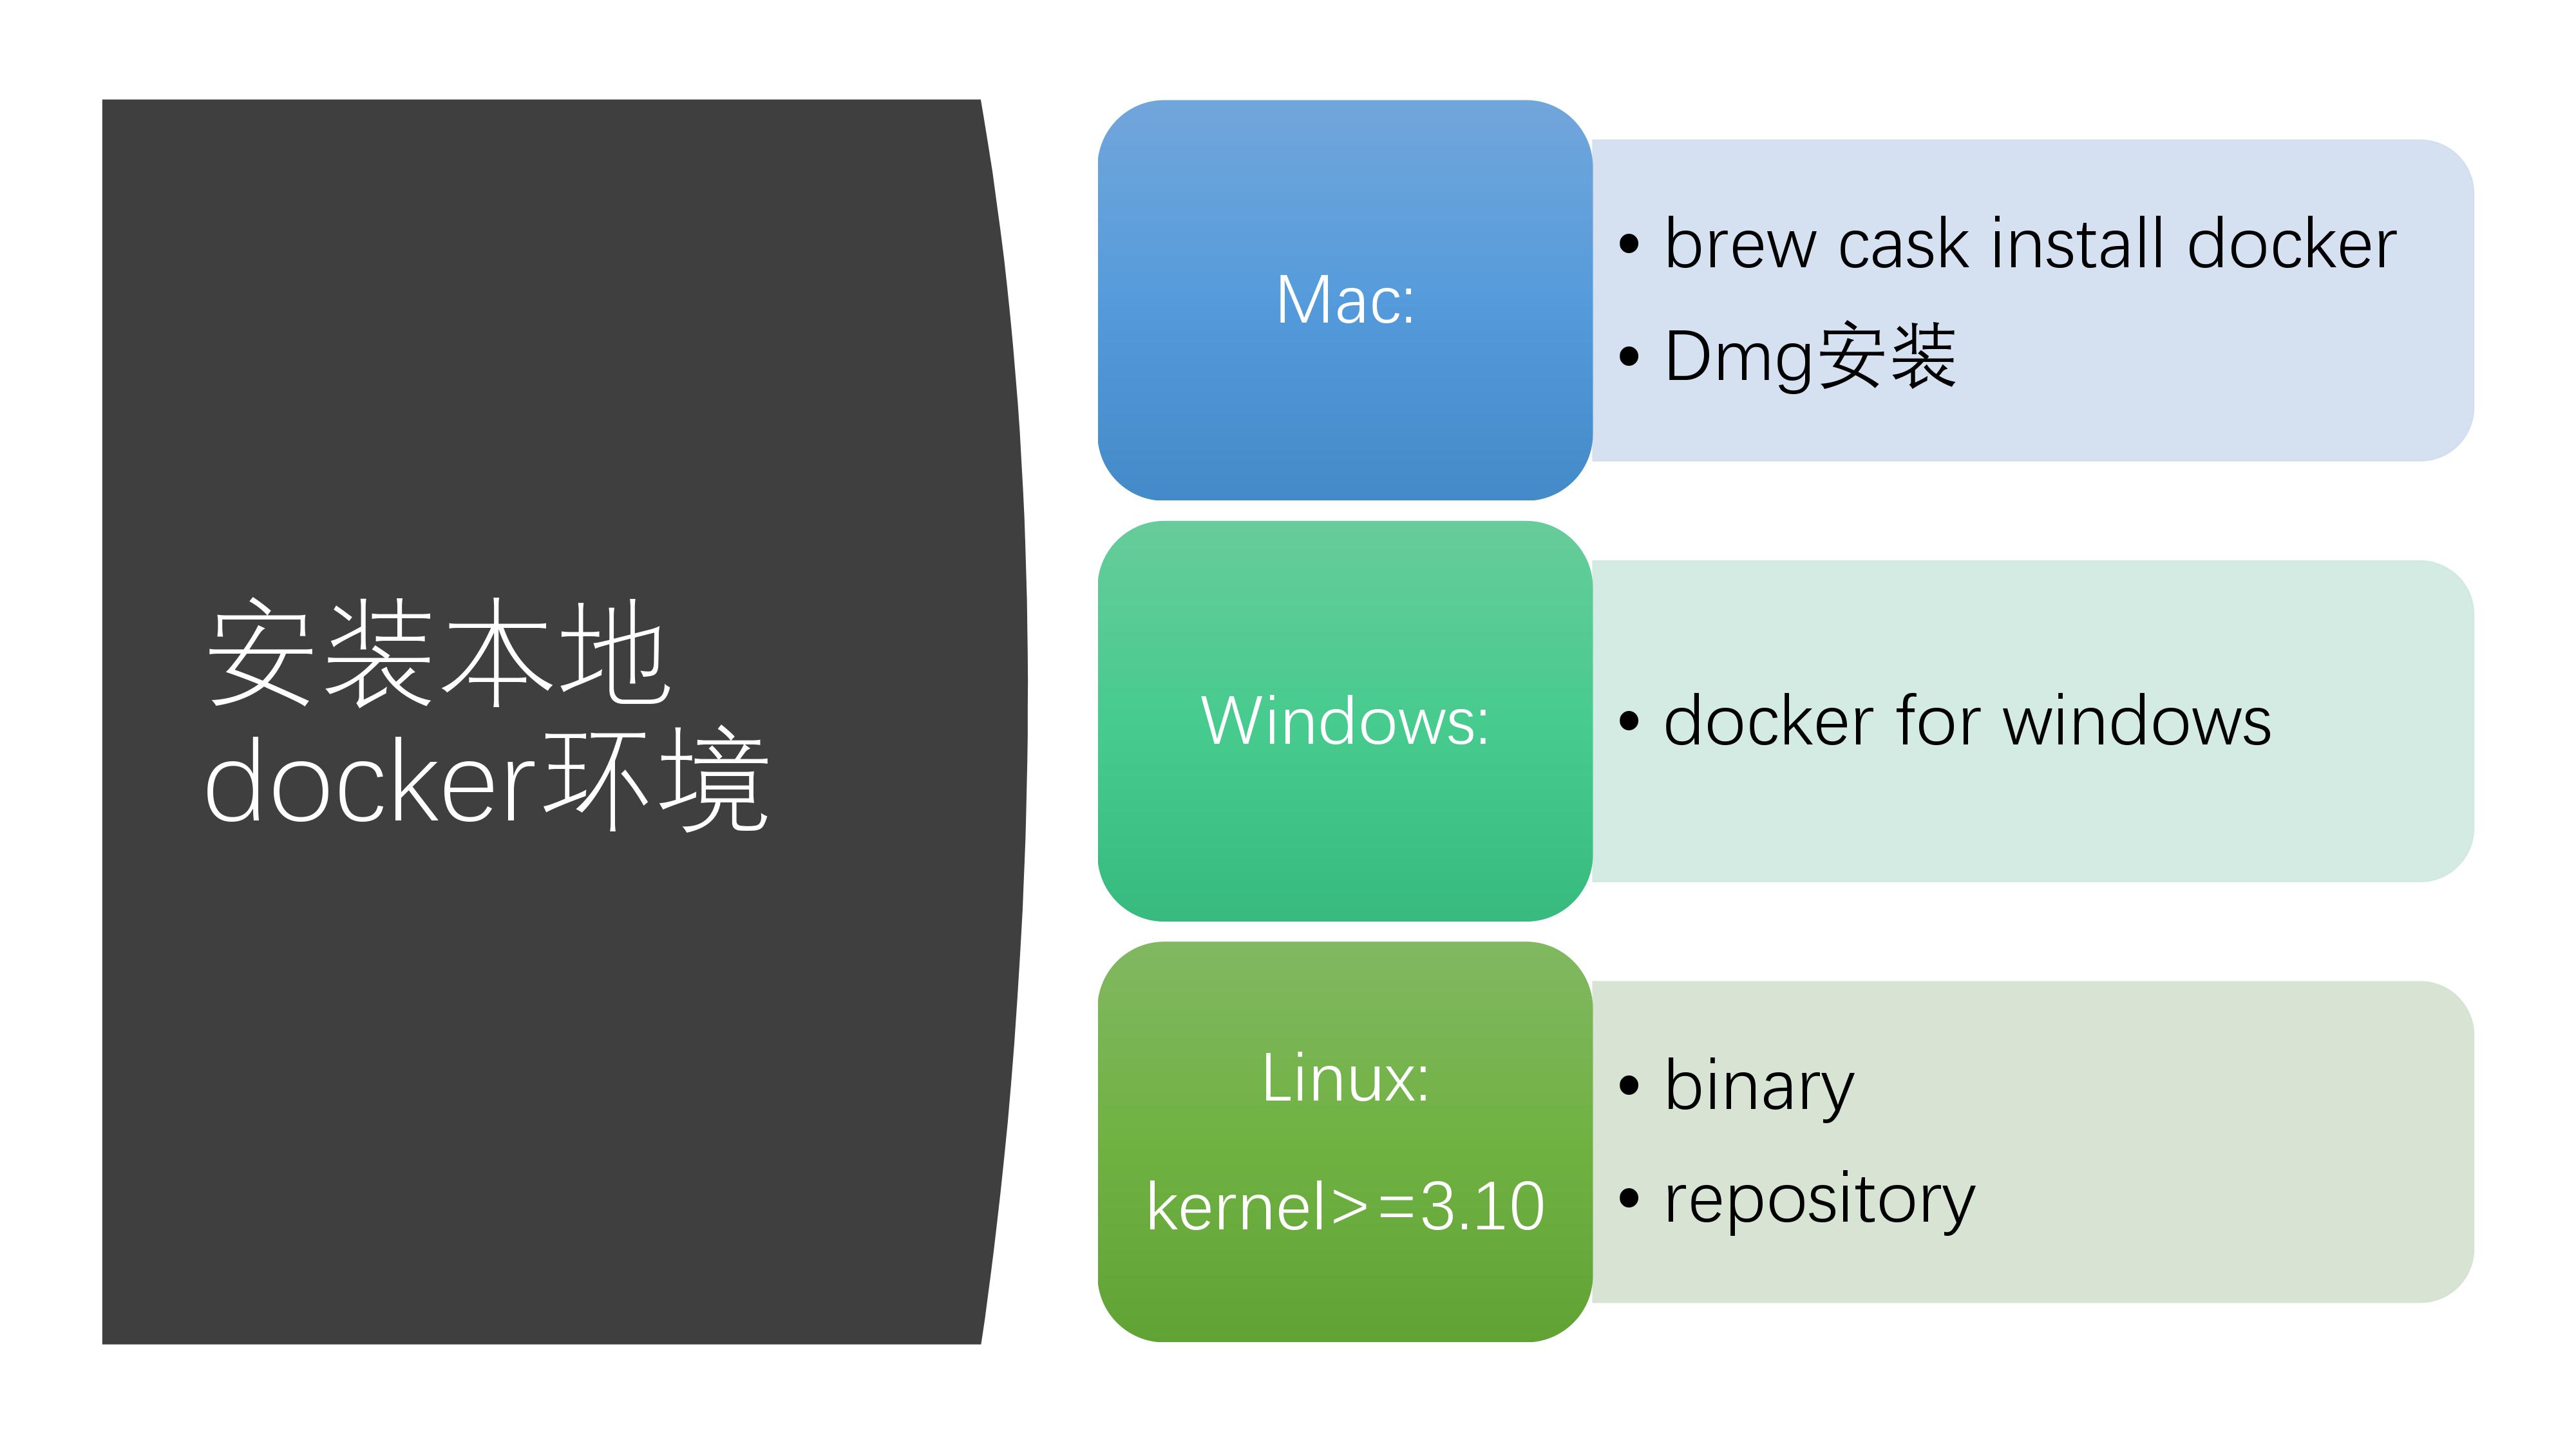 安装本地
docker环境
Mac:
• brew cask install docker
• Dmg安装
Windows:
• docker for windows
Linux:
kernel>=3.10
• binary
• repository